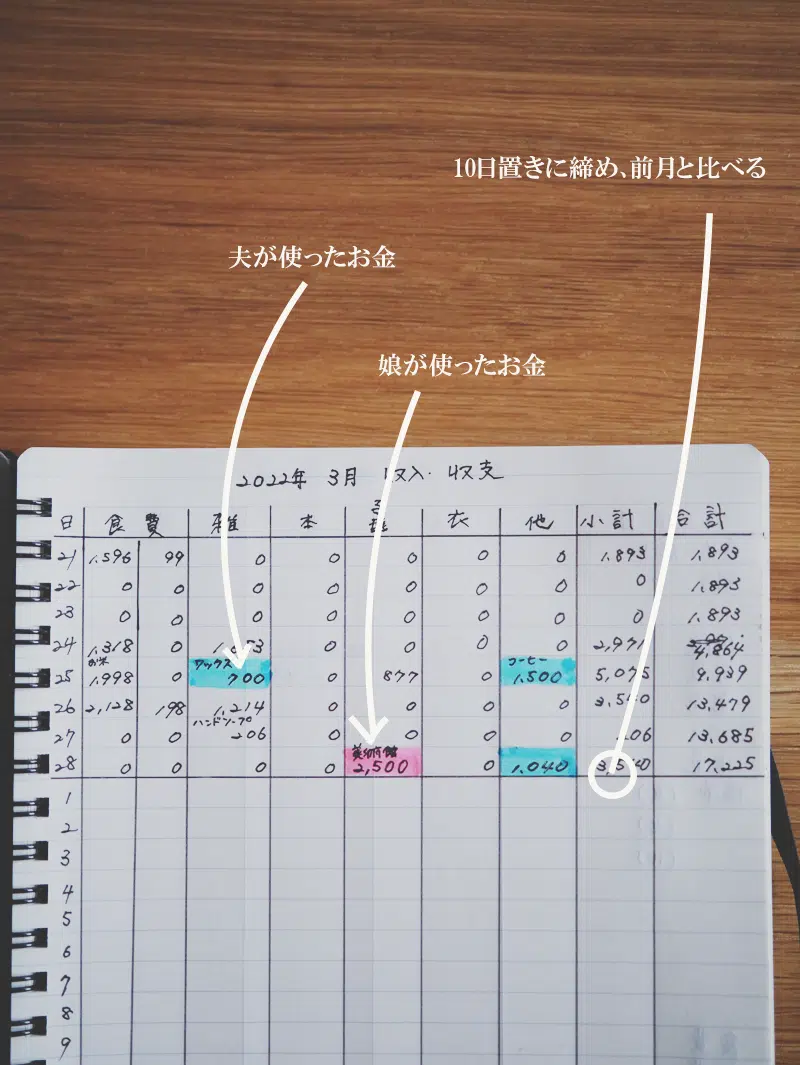 10日置きに締め、前月と比べる
夫が使ったお金
娘が使ったお金
2022年 3月 収入・収支
日 食費 雑 本 衣 他 小計 合計
21 1,596 99 0 0 0 0 0 1,893 1,893
22 0 0 0 0 0 0 0 0 1,893
23 0 0 0 0 0 0 0 0 1,893
24 1,318 0 0 0 0 0 2,971 4,864
お米 ワックス コーヒー
25 1,998 0 700 0 877 0 1,500 5,075 9,939
26 2,128 198 1,214 0 0 0 0 3,540 13,479
ハンドソープ
27 0 0 206 0 0 0 0 206 13,685
美術館
28 0 0 0 0 2,500 0 1,040 3,540 17,225
1
2
3
4
5
6
7
8
9